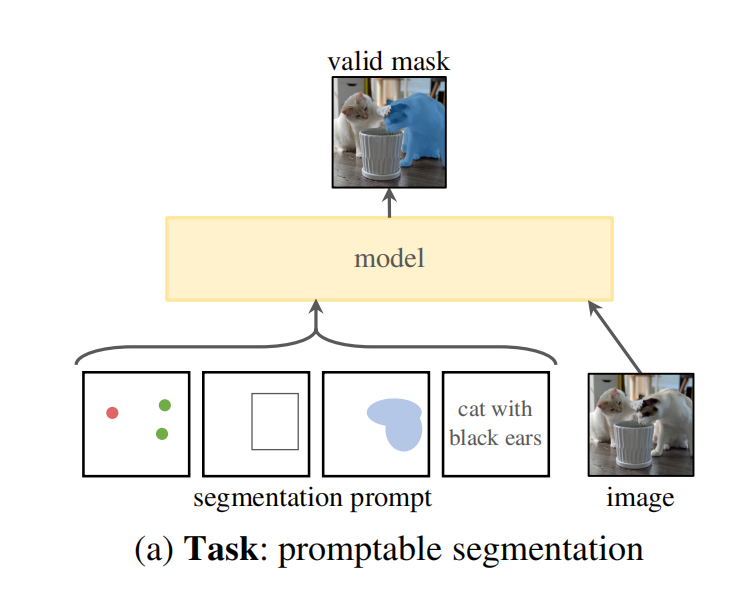 valid mask
model
cat with
black ears
segmentation prompt
image
(a) Task: promptable segmentation